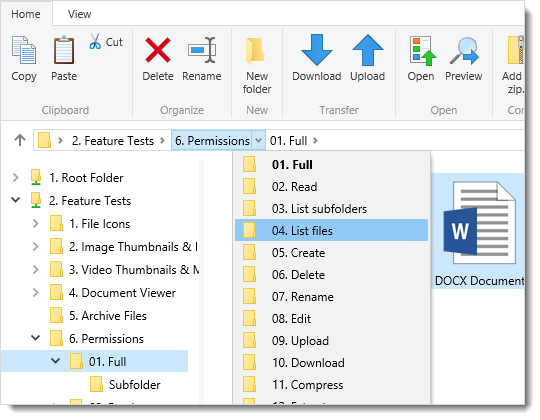 Home View
Copy Paste Cut Delete Rename New folder Download Upload Open Preview Add zip.
Clipboard Organize New Transfer Open
2. Feature Tests 6. Permissions 01. Full
1. Root Folder
2. Feature Tests
1. File Icons
2. Image Thumbnails & I
3. Video Thumbnails & M
4. Document Viewer
5. Archive Files
6. Permissions
01. Full
Subfolder
01. Full
02. Read
03. List subfolders
04. List files
05. Create
06. Delete
07. Rename
08. Edit
09. Upload
10. Download
11. Compress
W
DOCX Document